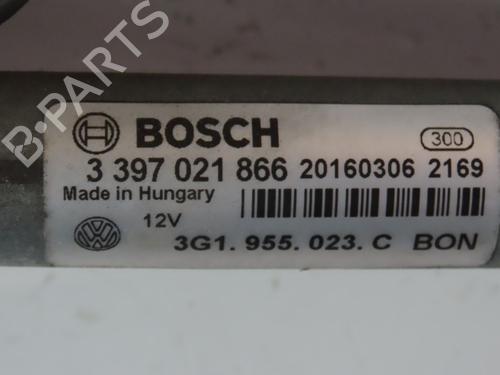 BOSCH 300
3 397 021 866 20160306 2169
Made in Hungary
12V
3G1.955.023.C BON
B-PARTS